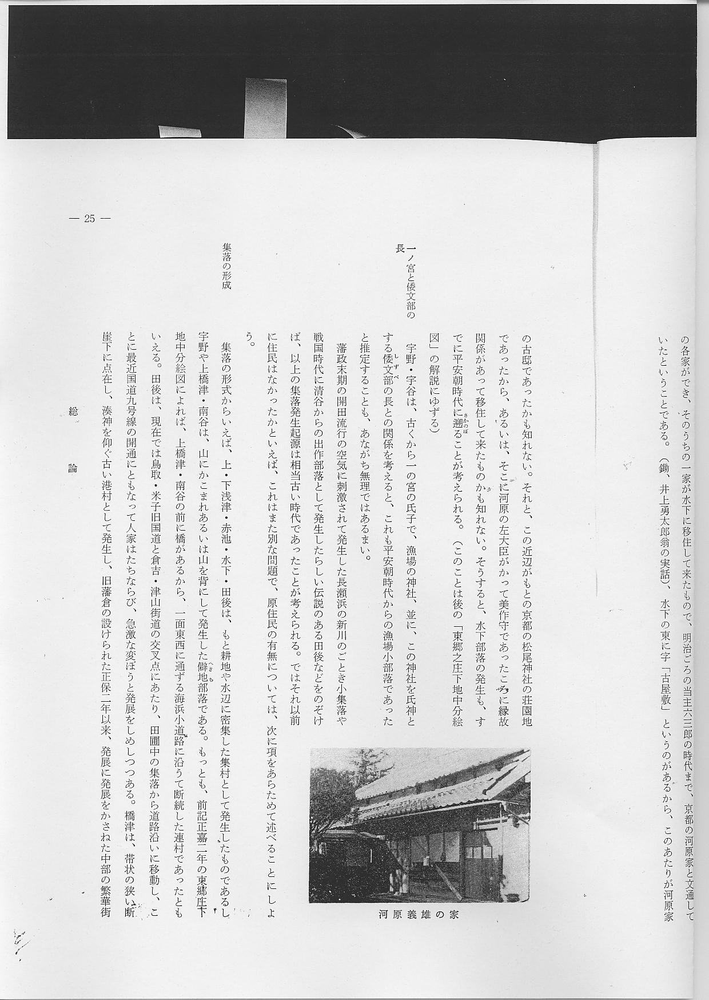 の各家ができ、そのうちの一家が水下に移住して来たもので、明治ごろの当主六三郎の時代まで、京都の河原家と文通して
いたということである。（鋤、井上勇太郎翁の実話）、水下の東に字「古屋敷」というのがあるから、このあたりが河原家
の古邸であったかも知れない。それと、この近辺がもとの京都の松尾神社の荘園地
であったから、あるいは、そこに河原の左大臣がかって美作守であったころに縁故
関係があって移住して来たものかも知れない。そうすると、水下部落の発生も、す
でに平安朝時代に遡ることが考えられる。（このことは後の「東郷之庄下地中分絵
図」の解説にゆずる）
一ノ宮と倭文部の
長
宇野・宇谷は、古くから一の宮の氏子で、漁場の神社、並に、この神社を氏神と
する倭文部の長との関係を考えると、これも平安朝時代からの漁場小部落であった
と推定することも、あながち無理ではあるまい。
藩政末期の開田流行の空気に刺激されて発生した長瀬浜の新川のごとき小集落や
戦国時代に清谷からの出作部落として発生したらしい伝説のある田後などをのぞけ
ば、以上の集落発生起源は相当古い時代であったことが考えられる。ではそれ以前
に住民はなかったかといえば、これはまた別な問題で、原住民の有無については、次に項をあらためて述べることにしよ
う。
集落の形成
集落の形式からいえば、上・下浅津・赤池・水下・田後は、もと耕地や水辺に密集した集村として発生したものであるし
宇野や上橋津・南谷は、山にかこまれあるいは山を背にして発生した僻地部落である。もっとも、前記正嘉二年の東郷庄下
地中分絵図によれば、上橋津・南谷の前に橋があるから、一面東西に通ずる海浜小道路に沿うて断続した連村であったとも
いえる。田後は、現在では鳥取・米子旧国道と倉吉・津山街道の交叉点にあたり、田圃中の集落から道路沿いに移動し、こ
とに最近国道九号線の開通にともなって人家はたちならび、急激な変ぼうと発展をしめしつつある。橋津は、帯状の狭い断
崖下に点在し、湊神を仰ぐ古い港村として発生し、旧藩倉の設けられた正保二年以来、発展に発展をかさねた中部の繁華街
河原義雄の家
総論
— 25 —